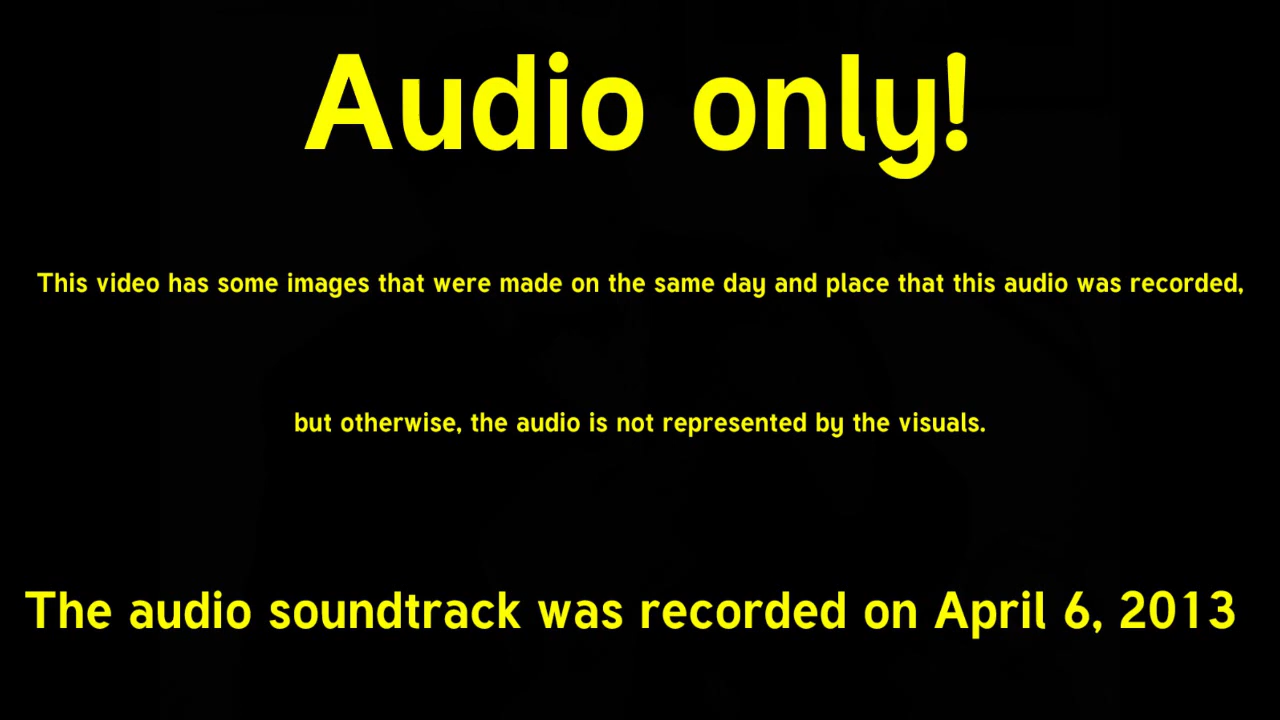 Audio only!
This video has some images that were made on the same day and place that this audio was recorded,
but otherwise, the audio is not represented by the visuals.
The audio soundtrack was recorded on April 6, 2013